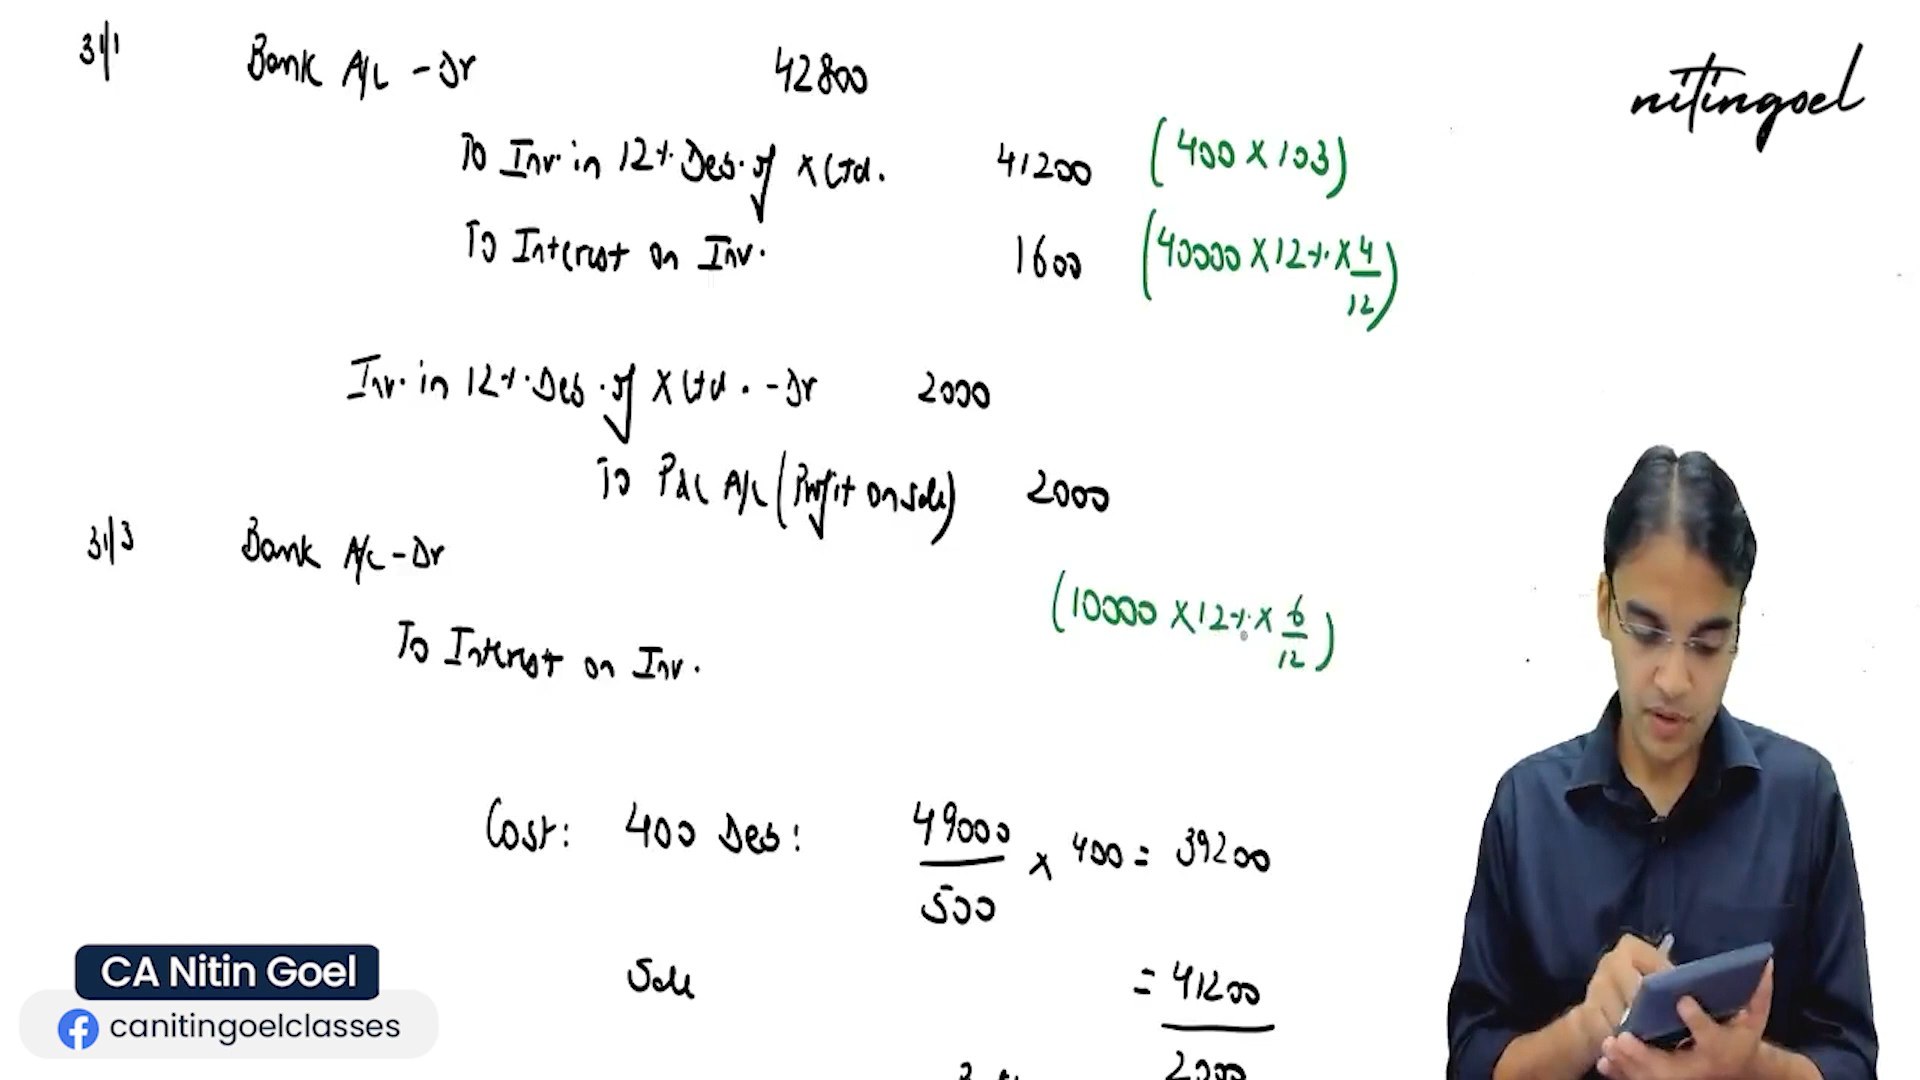 31/1 Bank A/c - Dr 42800
nitingoel
To Inv. in 12% Deb. of X Ltd. 41200 (400 X 103)
To Interest on Inv. 1600 (40000 X 12% X 4/12)
Inv. in 12% Deb. of X Ltd. - Dr 2000
To P&L A/c (Profit on Sale) 2000
31/3 Bank A/c - Dr
(10000 X 12% X 6/12)
To Interest on Inv.
Cost: 400 Deb: 49000/500 X 400 = 39200
Sale = 41200
2000
CA Nitin Goel
canitingoelclasses